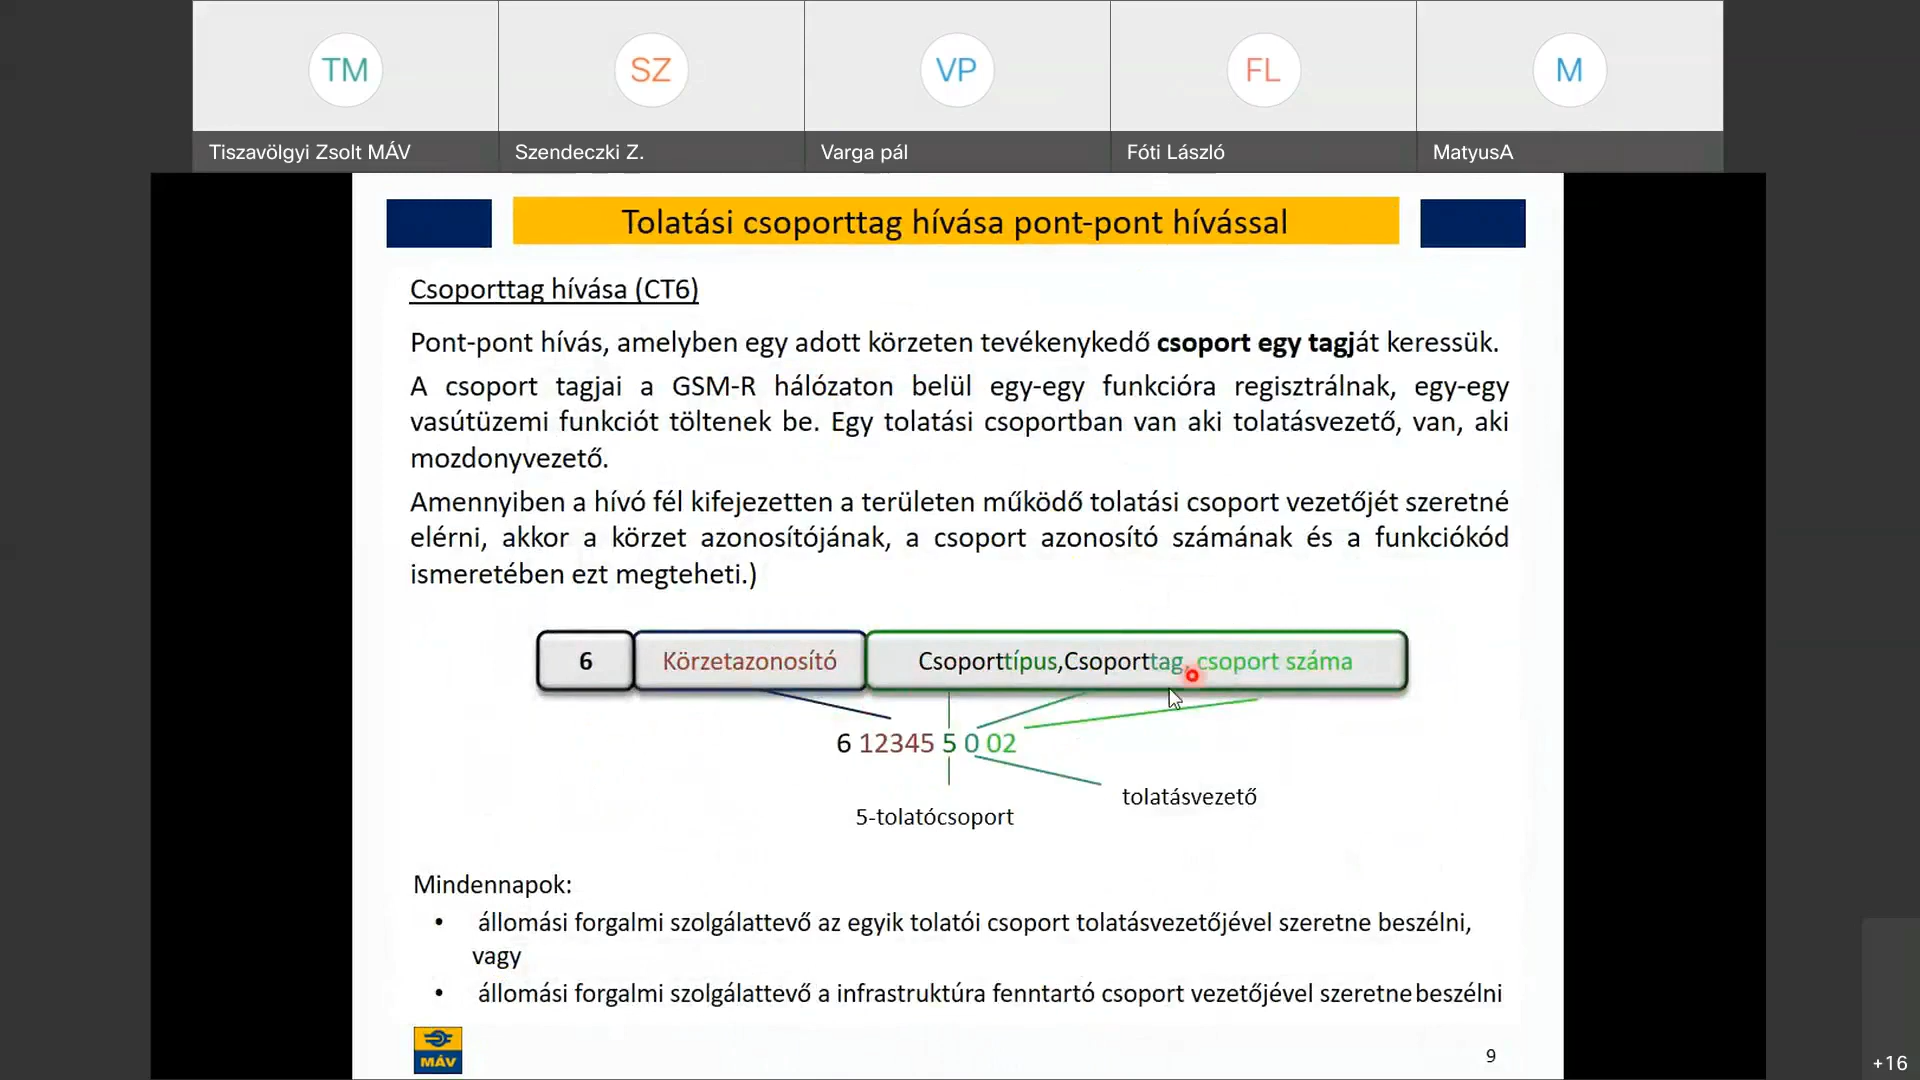 TM
SZ
VP
FL
M
Tiszavölgyi Zsolt MÁV
Szendeczki Z.
Varga pál
Fóti László
MatyusA
Tolatási csoporttag hívása pont-pont hívással
Csoporttag hívása (CT6)
Pont-pont hívás, amelyben egy adott körzeten tevékenykedő csoport egy tagját keressük.
A csoport tagjai a GSM-R hálózaton belül egy-egy funkcióra regisztrálnak, egy-egy
vasútüzemi funkciót töltenek be. Egy tolatási csoportban van aki tolatásvezető, van, aki
mozdonyvezető.
Amennyiben a hívó fél kifejezetten a területen működő tolatási csoport vezetőjét szeretné
elérni, akkor a körzet azonosítójának, a csoport azonosító számának és a funkciókód
ismeretében ezt megteheti.)
6
Körzetazonosító
Csoporttípus,Csoporttag, csoport száma
6 12345 5 0 02
tolatásvezető
5-tolatócsoport
Mindennapok:
• állomási forgalmi szolgálattevő az egyik tolatói csoport tolatásvezetőjével szeretne beszélni,
vagy
• állomási forgalmi szolgálattevő a infrastruktúra fenntartó csoport vezetőjével szeretne beszélni
MÁV
9
+16